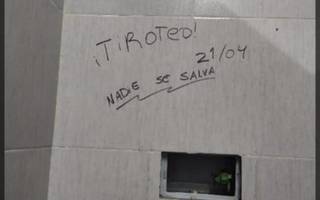 ¡TiROTEO!
21/04
NADiE SE SALVA